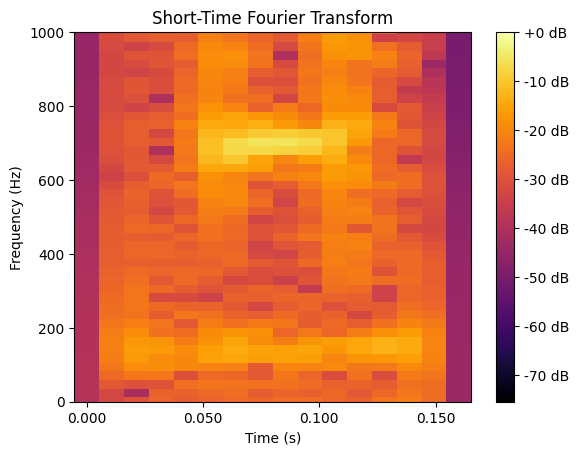 Short-Time Fourier Transform
1000
800
600
400
200
0
Frequency (Hz)
0.000
0.050
0.100
0.150
Time (s)
+0 dB
-10 dB
-20 dB
-30 dB
-40 dB
-50 dB
-60 dB
-70 dB